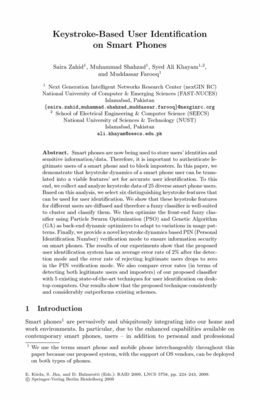 Keystroke-Based User Identification
on Smart Phones
Saira Zahid¹, Muhammad Shahzad¹, Syed Ali Khayam¹,²,
and Muddassar Farooq¹
¹ Next Generation Intelligent Networks Research Center (nexGIN RC)
National University of Computer & Emerging Sciences (FAST-NUCES)
Islamabad, Pakistan
{saira.zahid,muhammad.shahzad,muddassar.farooq}@nexginrc.org
² School of Electrical Engineering & Computer Science (SEECS)
National University of Sciences & Technology (NUST)
Islamabad, Pakistan
ali.khayam@seecs.edu.pk
Abstract. Smart phones are now being used to store users' identities and
sensitive information/data. Therefore, it is important to authenticate le-
gitimate users of a smart phone and to block imposters. In this paper, we
demonstrate that keystroke dynamics of a smart phone user can be trans-
lated into a viable features' set for accurate user identification. To this
end, we collect and analyze keystroke data of 25 diverse smart phone users.
Based on this analysis, we select six distinguishing keystroke features that
can be used for user identification. We show that these keystroke features
for different users are diffused and therefore a fuzzy classifier is well-suited
to cluster and classify them. We then optimize the front-end fuzzy clas-
sifier using Particle Swarm Optimization (PSO) and Genetic Algorithm
(GA) as back-end dynamic optimizers to adapt to variations in usage pat-
terns. Finally, we provide a novel keystroke dynamics based PIN (Personal
Identification Number) verification mode to ensure information security
on smart phones. The results of our experiments show that the proposed
user identification system has an average error rate of 2% after the detec-
tion mode and the error rate of rejecting legitimate users drops to zero
in the PIN verification mode. We also compare error rates (in terms of
detecting both legitimate users and imposters) of our proposed classifier
with 5 existing state-of-the-art techniques for user identification on desk-
top computers. Our results show that the proposed technique consistently
and considerably outperforms existing schemes.
1 Introduction
Smart phones¹ are pervasively and ubiquitously integrating into our home and
work environments. In particular, due to the enhanced capabilities available on
contemporary smart phones, users – in addition to personal and professional
¹ We use the terms smart phone and mobile phone interchangeably throughout this
paper because our proposed system, with the support of OS vendors, can be deployed
on both types of phones.
E. Kirda, S. Jha, and D. Balzarotti (Eds.): RAID 2009, LNCS 5758, pp. 224–243, 2009.
© Springer-Verlag Berlin Heidelberg 2009